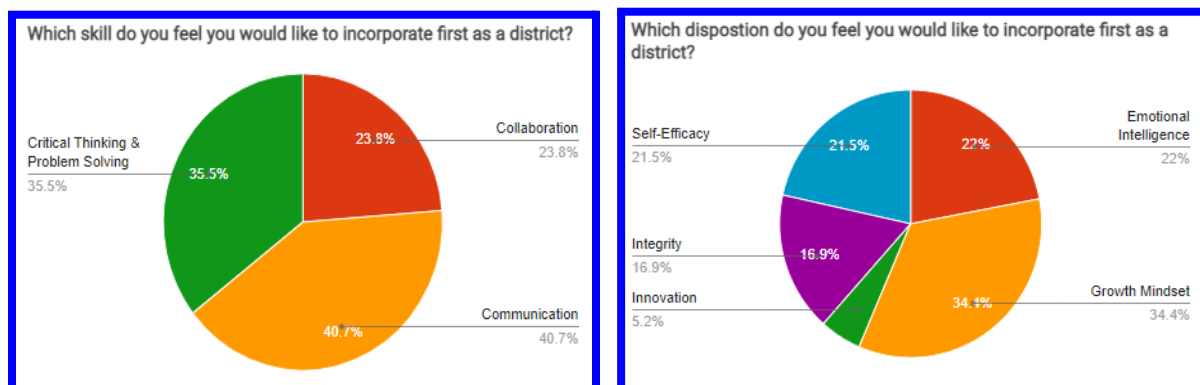 Which skill do you feel you would like to incorporate first as a district?
Critical Thinking &
Problem Solving
35.5%
35.5%
23.8%
Collaboration
23.8%
40.7%
Communication
40.7%
Which dispostion do you feel you would like to incorporate first as a
district?
Self-Efficacy
21.5%
21.5%
22%
Emotional
Intelligence
22%
Integrity
16.9%
16.9%
Innovation
5.2%
34.4%
Growth Mindset
34.4%